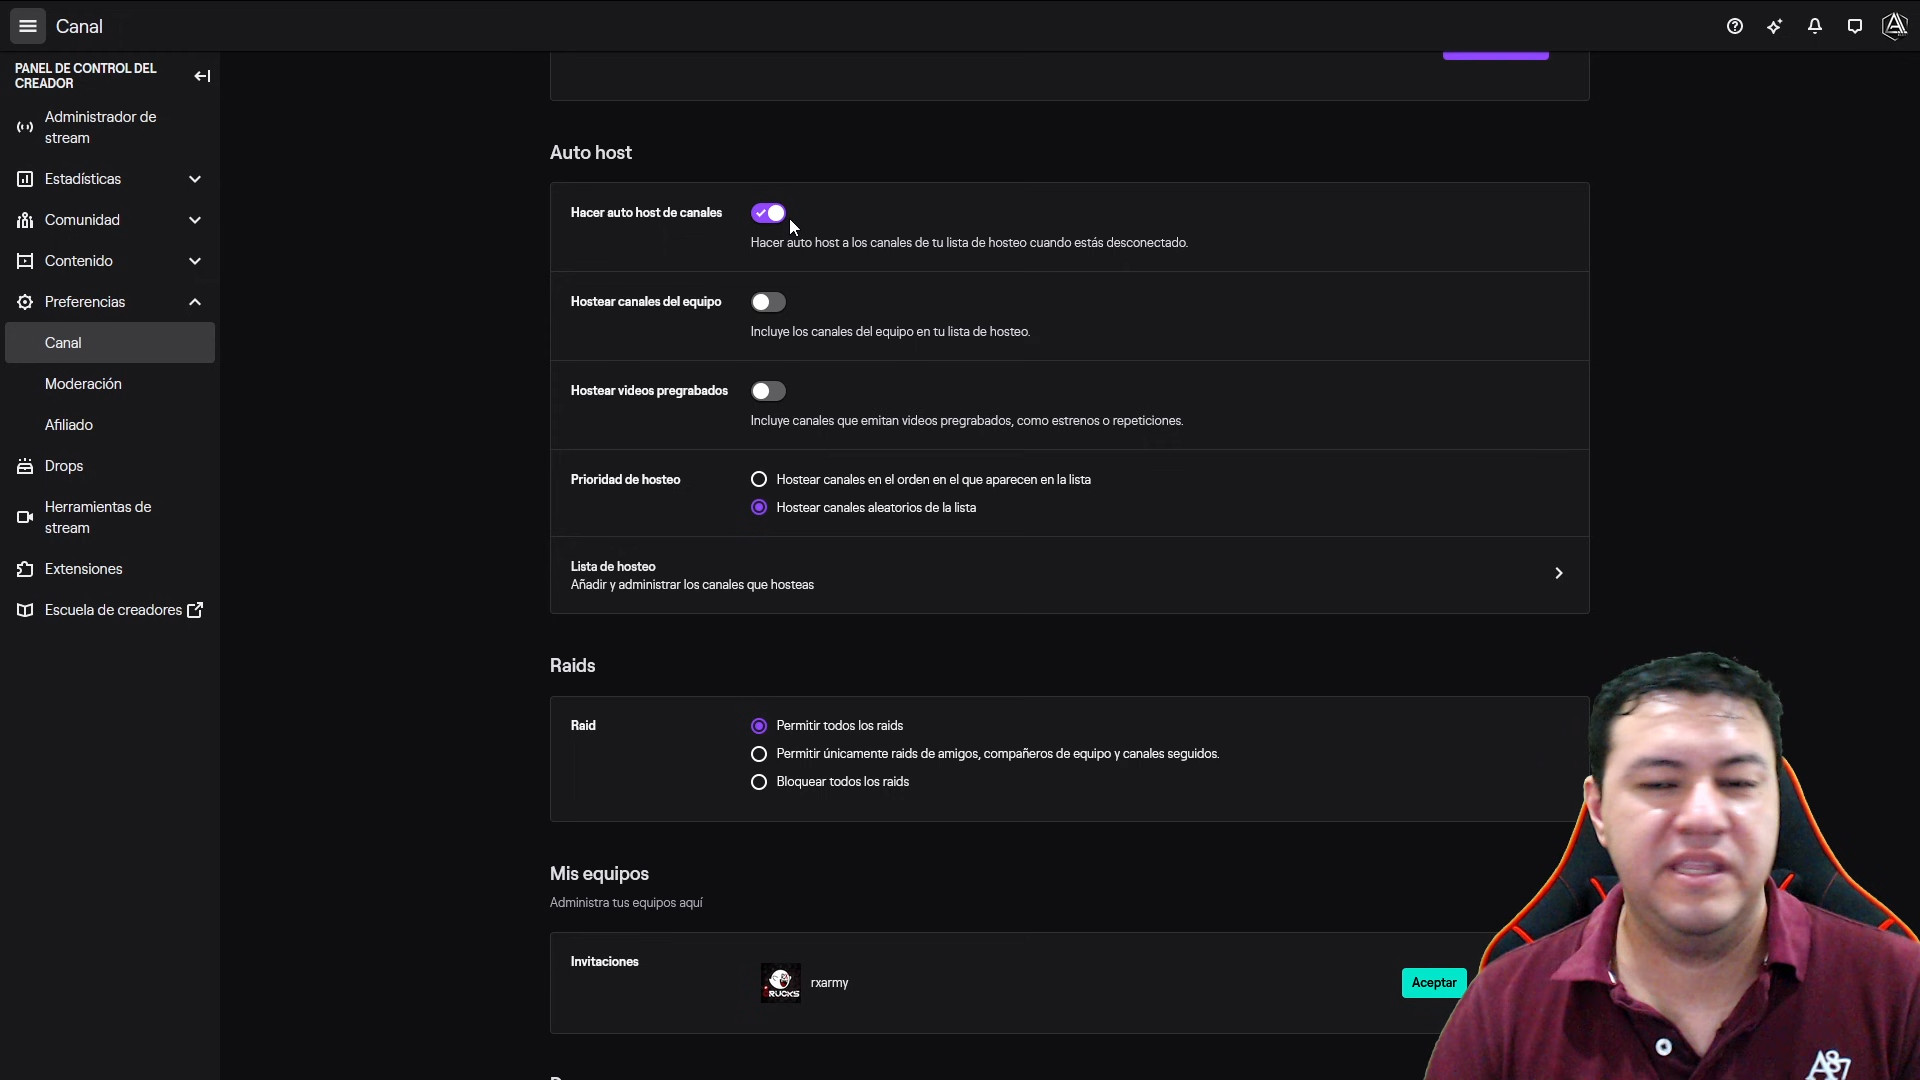 Canal
PANEL DE CONTROL DEL
CREADOR
Administrador de
stream
Estadísticas
Comunidad
Contenido
Preferencias
Canal
Moderación
Afiliado
Drops
Herramientas de
stream
Extensiones
Escuela de creadores
Auto host
Hacer auto host de canales
Hacer auto host a los canales de tu lista de hosteo cuando estás desconectado.
Hostear canales del equipo
Incluye los canales del equipo en tu lista de hosteo.
Hostear videos pregrabados
Incluye canales que emitan videos pregrabados, como estrenos o repeticiones.
Prioridad de hosteo
Hostear canales en el orden en el que aparecen en la lista
Hostear canales aleatorios de la lista
Lista de hosteo
Añadir y administrar los canales que hosteas
Raids
Raid
Permitir todos los raids
Permitir únicamente raids de amigos, compañeros de equipo y canales seguidos.
Bloquear todos los raids
Mis equipos
Administra tus equipos aquí
Invitaciones
RUCKS
rxarmy
Aceptar
A87